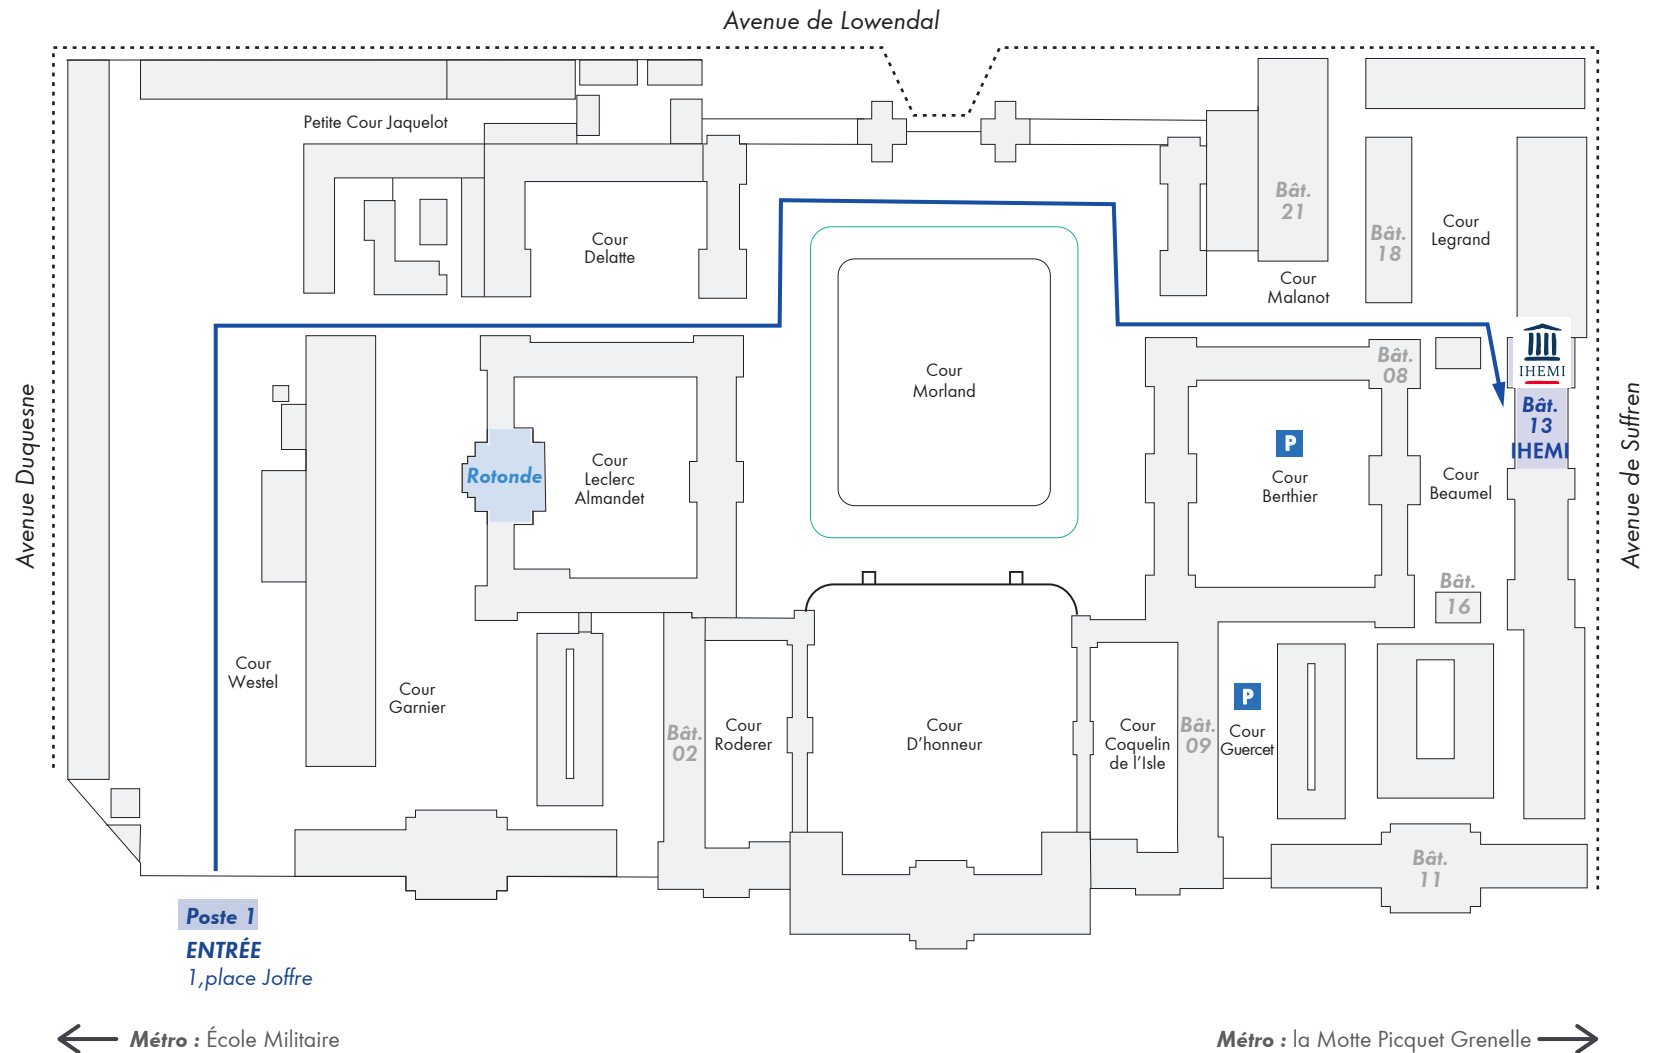 Avenue de Lowendal
Petite Cour Jaquelot
Bât.
21
Cour
Legrand
Bât.
18
Cour
Delatte
Cour
Malanot
IHEMI
Bât.
08
Cour
Morland
Avenue Duquesne
Avenue de Suffren
Bât.
13
IHEMI
P
Rotonde
Cour
Leclerc
Almandet
Cour
Berthier
Cour
Beaumel
Bât.
16
Cour
Westel
Cour
Garnier
P
Bât.
02
Cour
Roderer
Cour
D'honneur
Cour
Coquelin
de l'Isle
Bât.
09
Cour
Guercet
Bât.
11
Poste 1
ENTRÉE
1,place Joffre
Métro : École Militaire
Métro : la Motte Picquet Grenelle